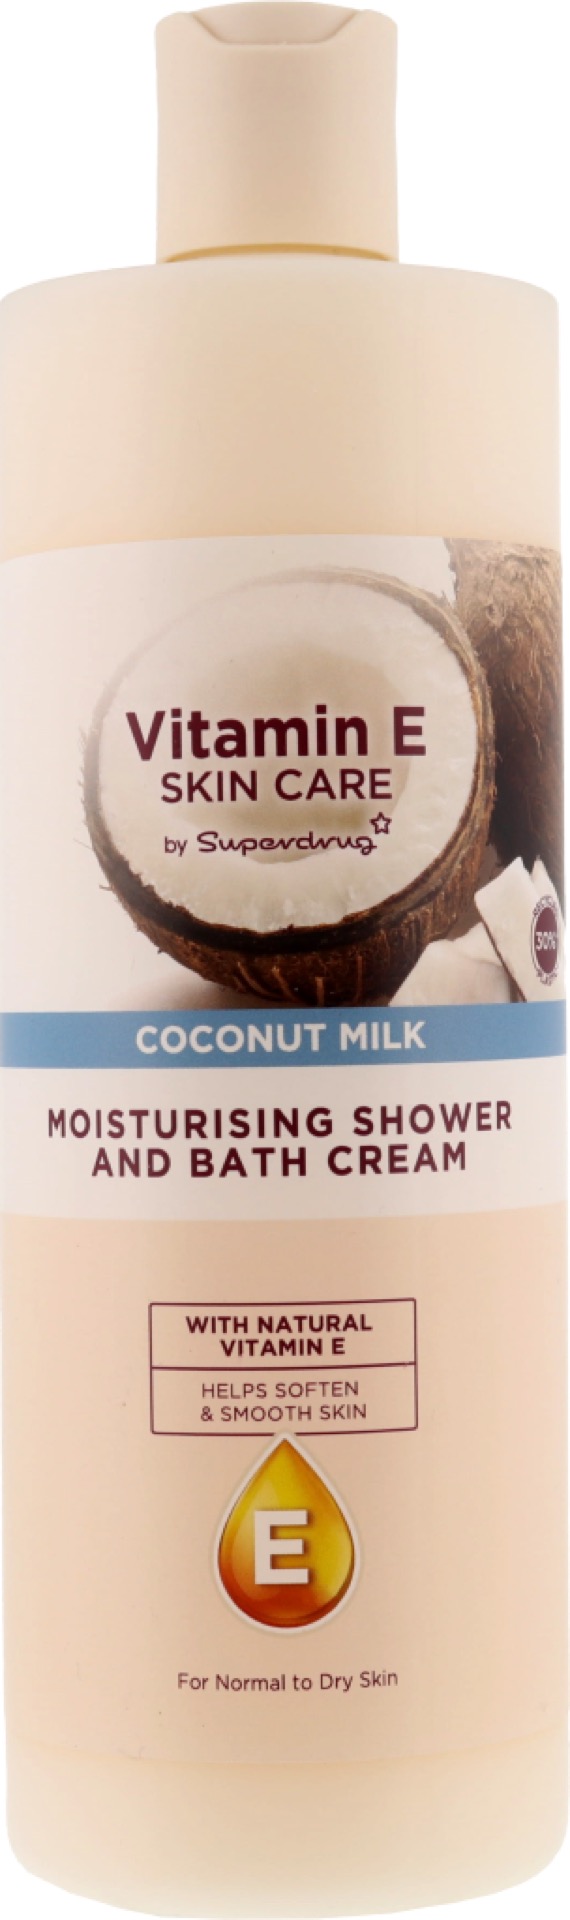 Vitamin E
SKIN CARE
by Superdrug
30%
COCONUT MILK
MOISTURISING SHOWER
AND BATH CREAM
WITH NATURAL
VITAMIN E
HELPS SOFTEN
& SMOOTH SKIN
E
For Normal to Dry Skin